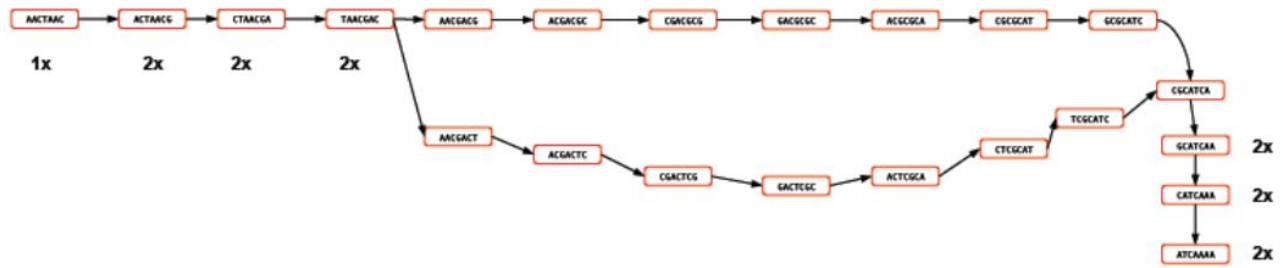 AACTAAC ACTAACG CTAACGA TAACGAC AACGACG ACGACGC CGACGCG GACGCGC ACGCGCA CGCGCAT GCGCATC
1x 2x 2x 2x
CGCATCA
TCGCATC
AACGACT ACGACTC CGACTCG GACTCGC ACTCGCA CTCGCAT
GCATCAA 2x
CATCAAA 2x
ATCAAAA 2x